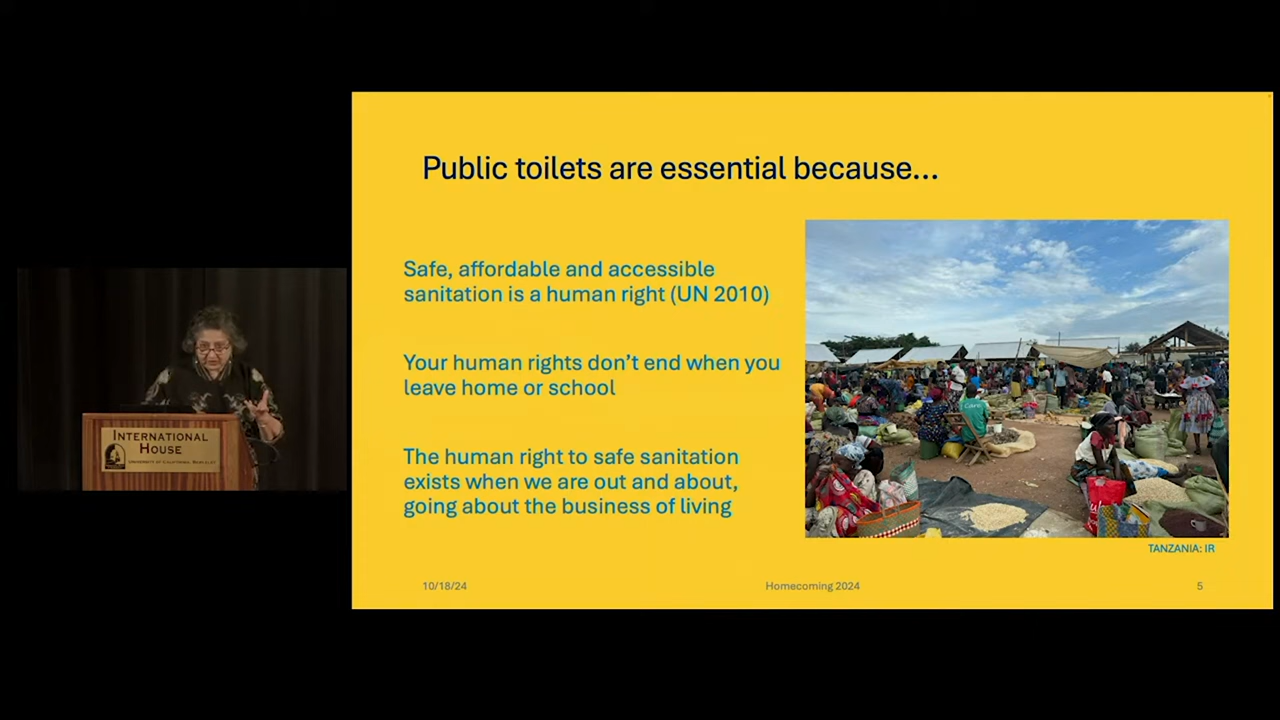 Public toilets are essential because...
Safe, affordable and accessible
sanitation is a human right (UN 2010)
Your human rights don’t end when you
leave home or school
The human right to safe sanitation
exists when we are out and about,
going about the business of living
TANZANIA: IR
10/18/24
Homecoming 2024
5
INTERNATIONAL
HOUSE
UNIVERSITY OF CALIFORNIA, BERKELEY